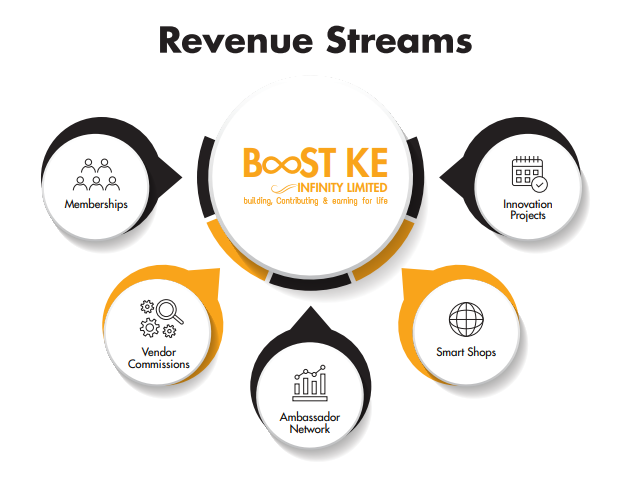 Revenue Streams
BOOST KE
INFINITY LIMITED
building, Contributing & earning for life
Memberships
Innovation
Projects
Vendor
Commissions
Smart Shops
Ambassador
Network